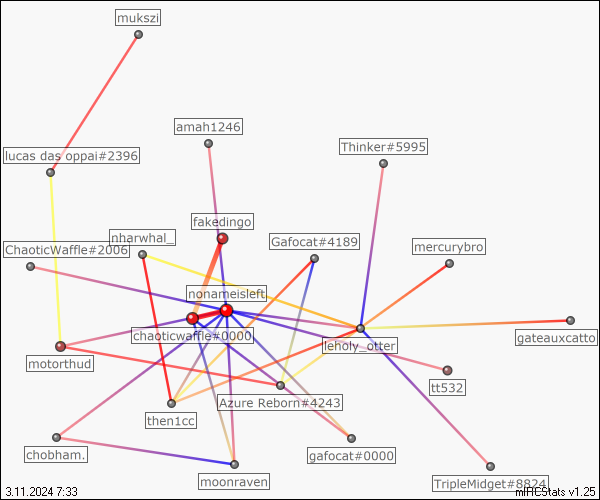 mukszi
amah1246
Thinker#5995
lucas das oppai#2396
fakedingo
nharwhal_
Gafocat#4189
ChaoticWaffle#2006
mercurybro
nonameisleft
chaoticwaffle#0000
leholy_otter
gateauxcatto
motorthud
tt532
Azure Reborn#4243
then1cc
chobham.
gafocat#0000
moonraven
TripleMidget#8824
3.11.2024 7:33
mIRCStats v1.25